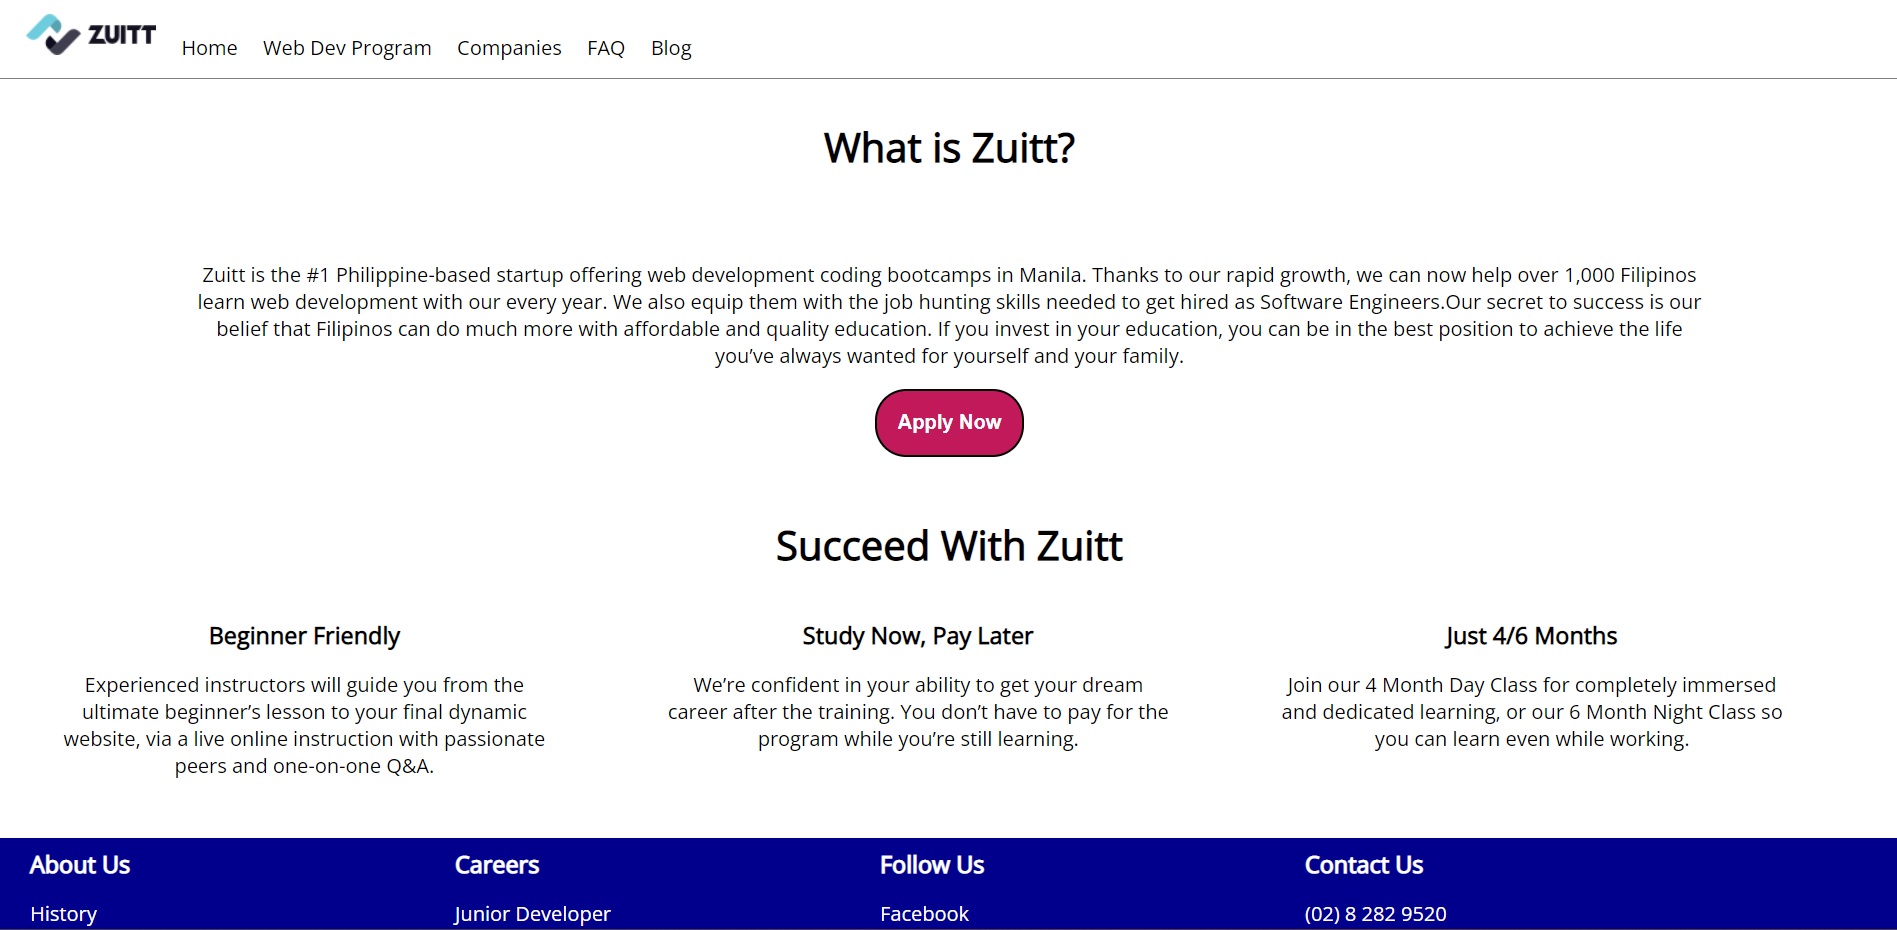 ZUITT
Home Web Dev Program Companies FAQ Blog
What is Zuitt?
Zuitt is the #1 Philippine-based startup offering web development coding bootcamps in Manila. Thanks to our rapid growth, we can now help over 1,000 Filipinos
learn web development with our every year. We also equip them with the job hunting skills needed to get hired as Software Engineers.Our secret to success is our
belief that Filipinos can do much more with affordable and quality education. If you invest in your education, you can be in the best position to achieve the life
you’ve always wanted for yourself and your family.
Apply Now
Succeed With Zuitt
Beginner Friendly
Experienced instructors will guide you from the
ultimate beginner’s lesson to your final dynamic
website, via a live online instruction with passionate
peers and one-on-one Q&A.
Study Now, Pay Later
We’re confident in your ability to get your dream
career after the training. You don’t have to pay for the
program while you’re still learning.
Just 4/6 Months
Join our 4 Month Day Class for completely immersed
and dedicated learning, or our 6 Month Night Class so
you can learn even while working.
About Us
History
Careers
Junior Developer
Follow Us
Facebook
Contact Us
(02) 8 282 9520